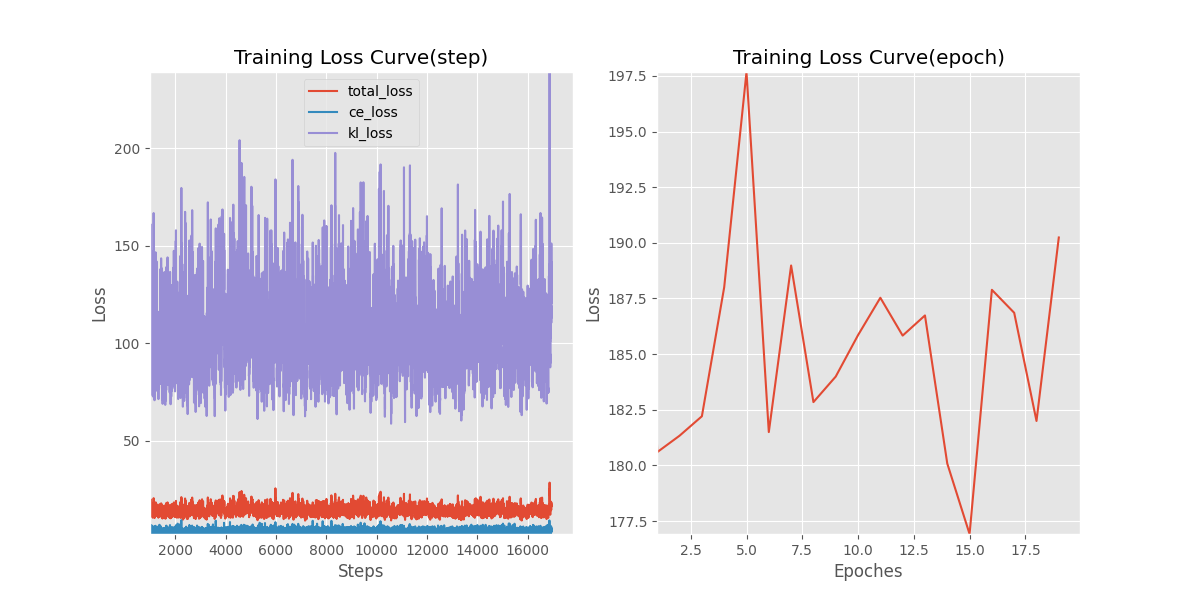 Training Loss Curve(step)
total_loss
ce_loss
kl_loss
200
150
100
50
Loss
2000 4000 6000 8000 10000 12000 14000 16000
Steps
Training Loss Curve(epoch)
197.5
195.0
192.5
190.0
187.5
185.0
182.5
180.0
177.5
Loss
2.5 5.0 7.5 10.0 12.5 15.0 17.5
Epoches